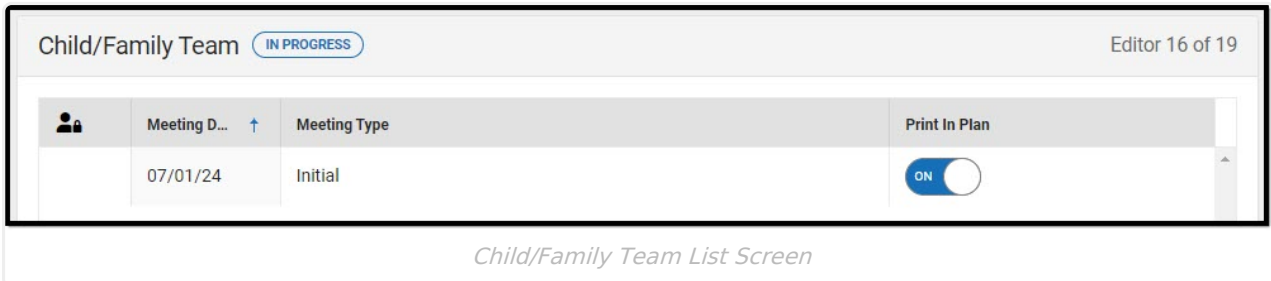 Child/Family Team IN PROGRESS Editor 16 of 19
Meeting D... Meeting Type Print In Plan
07/01/24 Initial ON
Child/Family Team List Screen